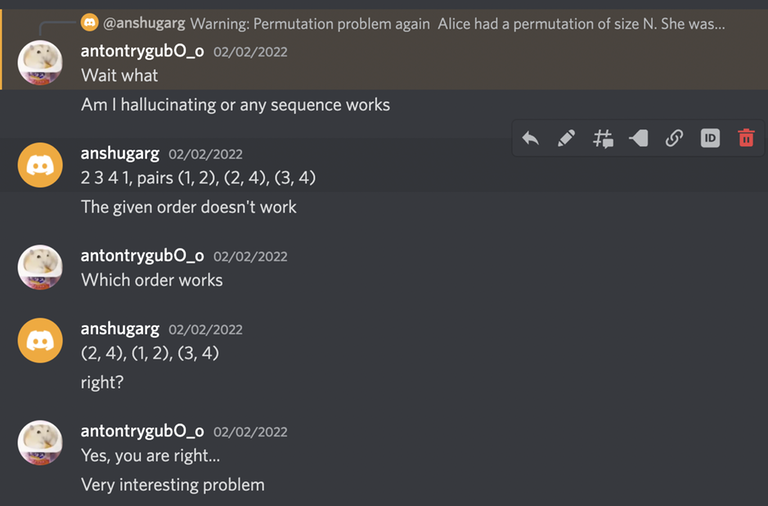 @anshugarg Warning: Permutation problem again Alice had a permutation of size N. She was...
antontrygubO_o 02/02/2022
Wait what
Am I hallucinating or any sequence works
anshugarg 02/02/2022
2 3 4 1, pairs (1, 2), (2, 4), (3, 4)
The given order doesn't work
antontrygubO_o 02/02/2022
Which order works
anshugarg 02/02/2022
(2, 4), (1, 2), (3, 4)
right?
antontrygubO_o 02/02/2022
Yes, you are right...
Very interesting problem
ID